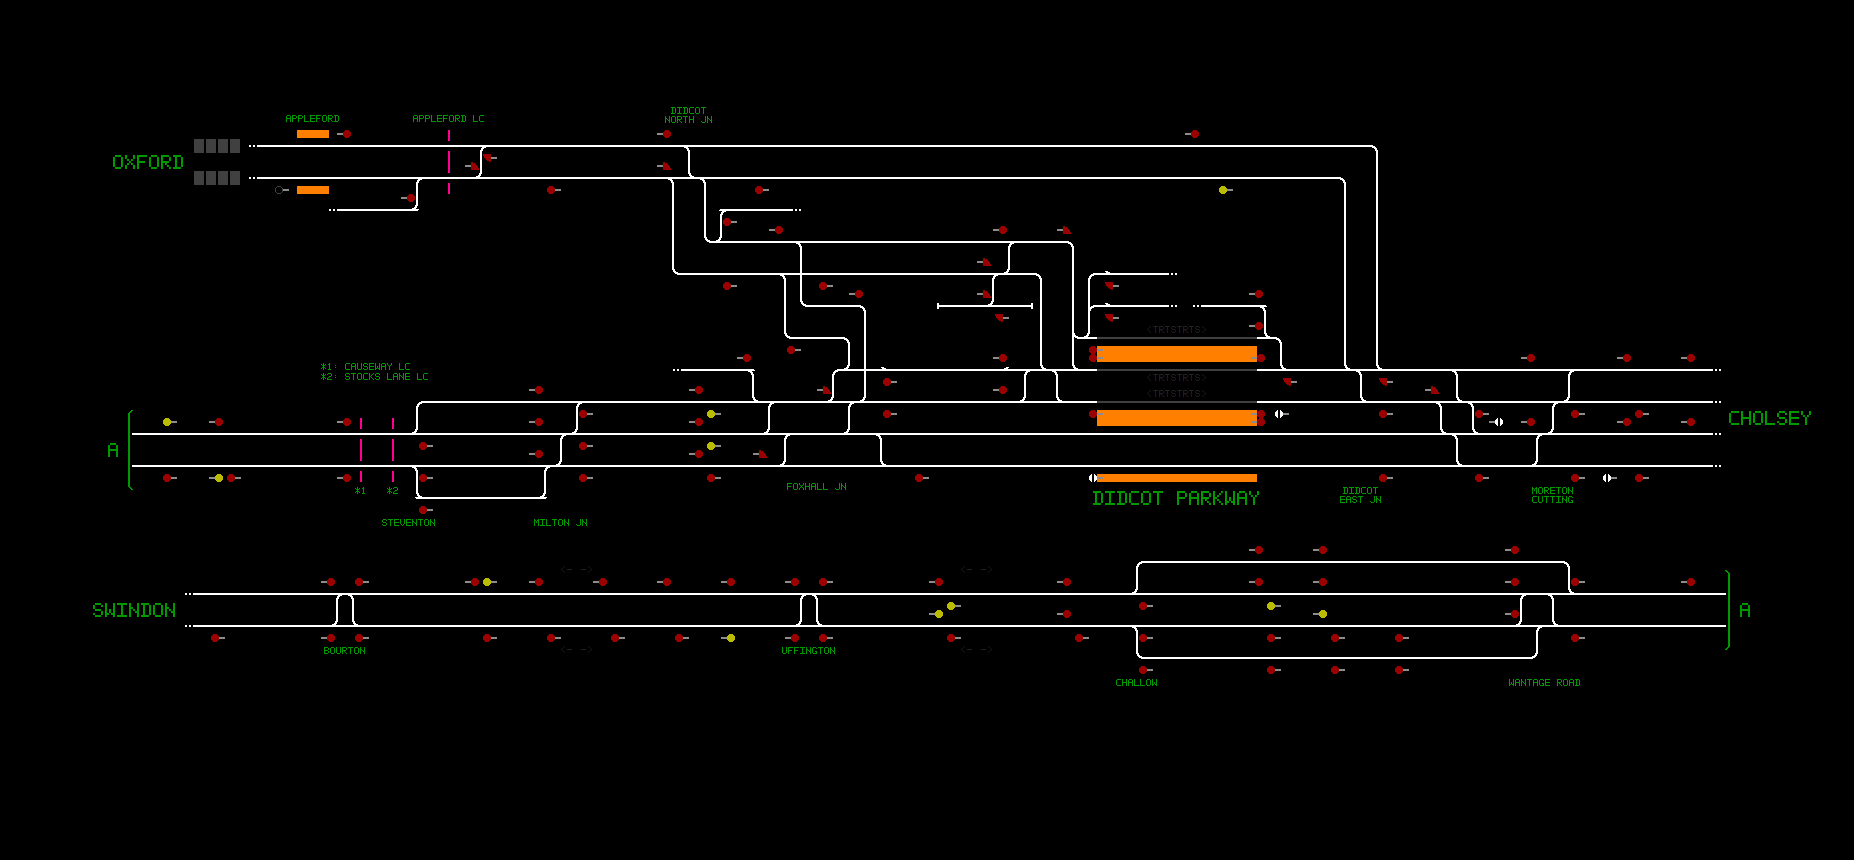 DIDCOT
NORTH JN
APPLEFORD
APPLEFORD LC
OXFORD
<TRTSTRTS>
*1: CAUSEWAY LC
*2: STOCKS LANE LC
<TRTSTRTS>
<TRTSTRTS>
A
CHOLSEY
*1
*2
FOXHALL JN
DIDCOT PARKWAY
DIDCOT
EAST JN
MORETON
CUTTING
STEVENTON
MILTON JN
<- ->
<- ->
SWINDON
A
BOURTON
<- ->
UFFINGTON
<- ->
CHALLOW
WANTAGE ROAD